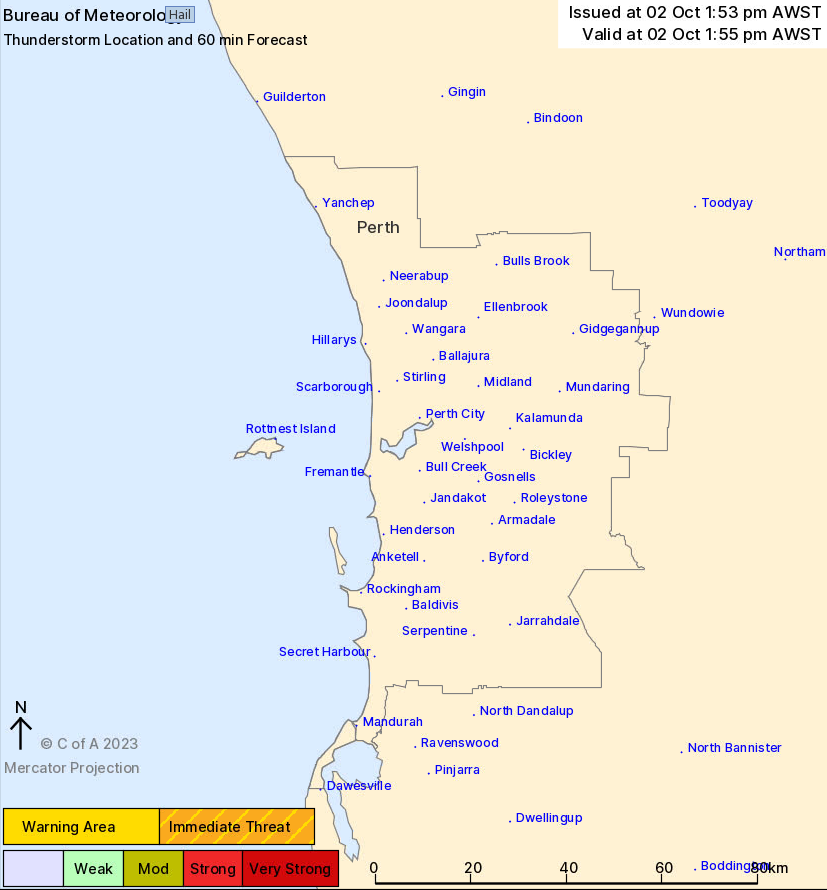 Bureau of Meteorolo
Hail
Thunderstorm Location and 60 min Forecast
Issued at 02 Oct 1:53 pm AWST
Valid at 02 Oct 1:55 pm AWST
Guilderton
Gingin
Bindoon
Yanchep
Toodyay
Perth
Northam
Bulls Brook
Neerabup
Joondalup
Ellenbrook
Wundowie
Wangara
Gidgegannup
Hillarys
Ballajura
Stirling
Midland
Scarborough
Mundaring
Perth City
Kalamunda
Rottnest Island
Welshpool
Bickley
Bull Creek
Fremantle
Gosnells
Jandakot
Roleystone
Armadale
Henderson
Anketell
Byford
Rockingham
Baldivis
Jarrahdale
Serpentine
Secret Harbour
N
North Dandalup
Mandurah
© C of A 2023
Ravenswood
North Bannister
Mercator Projection
Pinjarra
Dawesville
Dwellingup
Warning Area
Immediate Threat
Weak
Mod
Strong
Very Strong
0 20 40 60 80km
Boddington